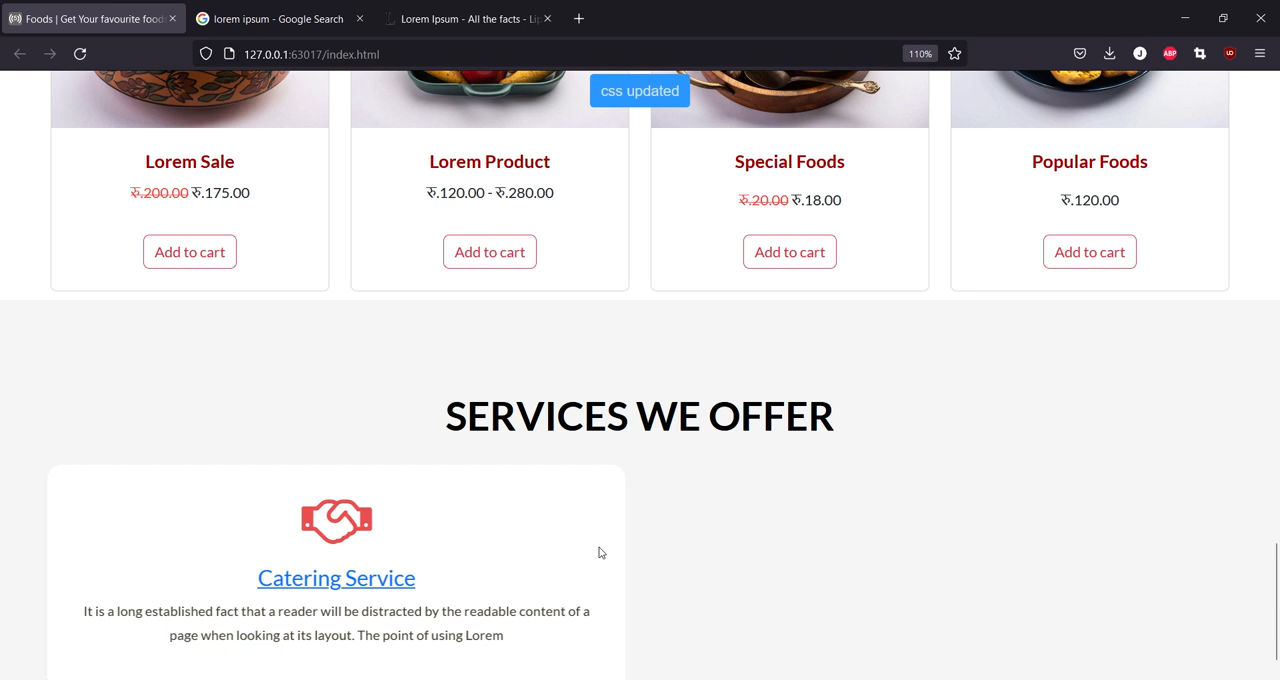 Foods | Get Your favourite food
lorem ipsum - Google Search
Lorem Ipsum - All the facts - Lip
127.0.0.1:63017/index.html
110%
ABP
css updated
Lorem Sale
Lorem Product
Special Foods
Popular Foods
रु.200.00 रु.175.00
रु.120.00 - रु.280.00
रु.20.00 रु.18.00
रु.120.00
Add to cart
Add to cart
Add to cart
Add to cart
SERVICES WE OFFER
Catering Service
It is a long established fact that a reader will be distracted by the readable content of a
page when looking at its layout. The point of using Lorem